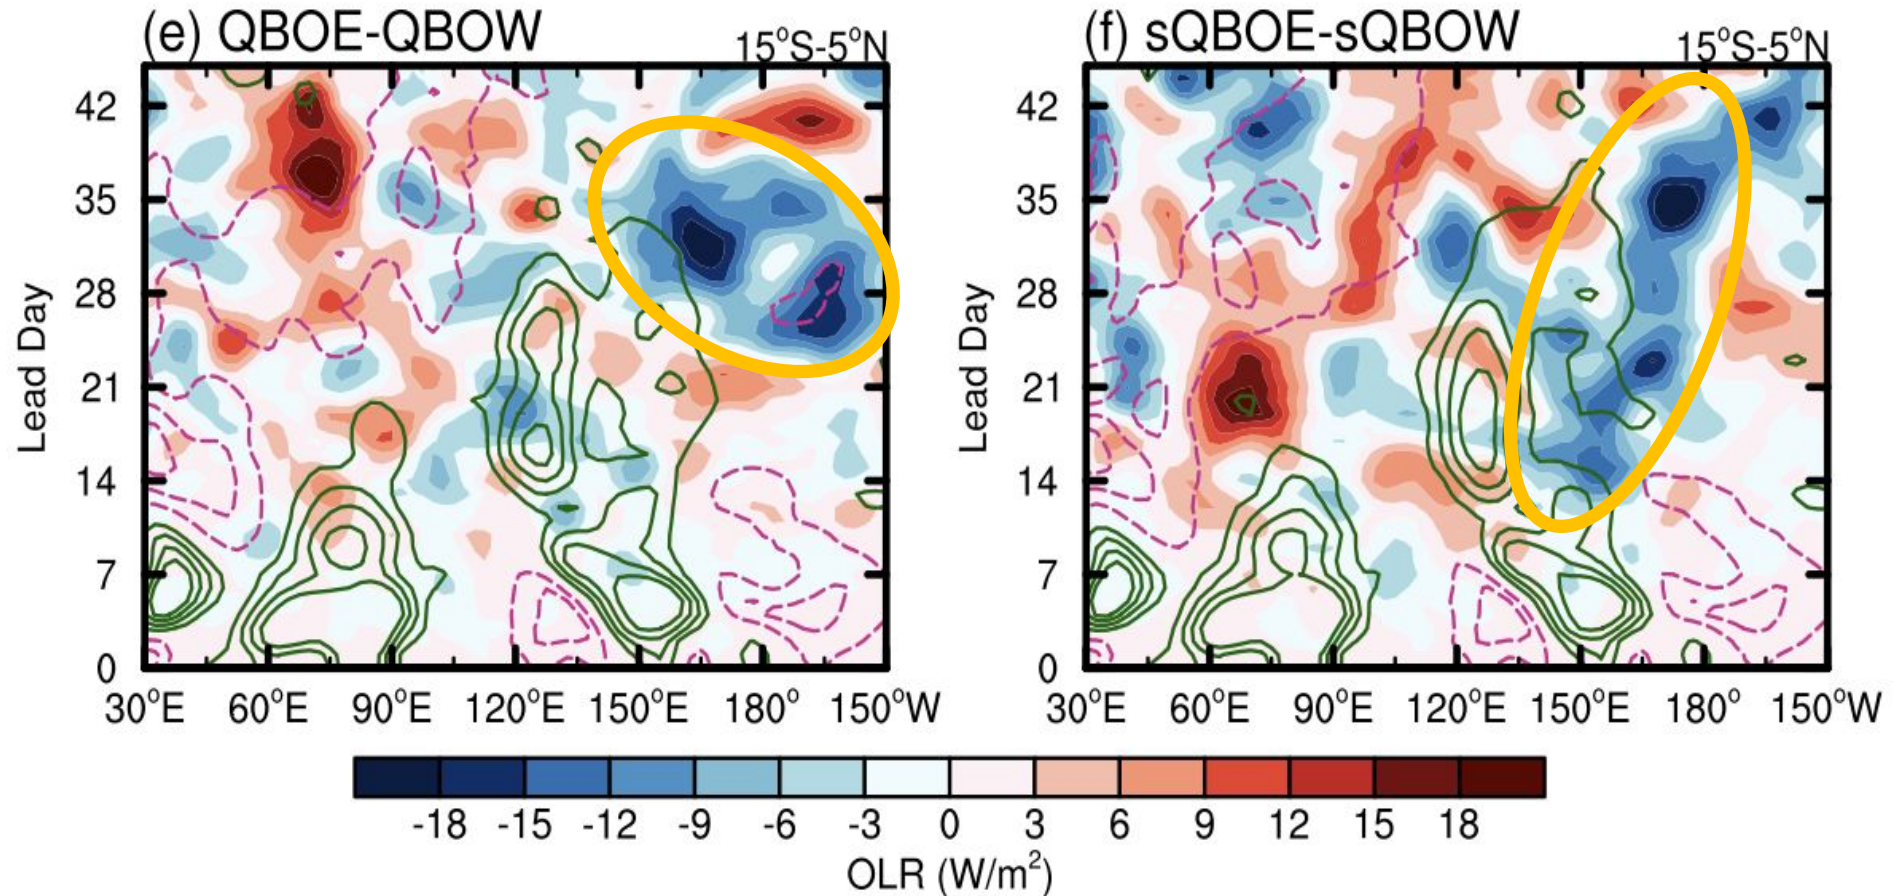 (e) QBOE-QBOW
15°S-5°N
42
35
28
21
14
7
0
Lead Day
30°E 60°E 90°E 120°E 150°E 180° 150°W
(f) sQBOE-sQBOW
15°S-5°N
42
35
28
21
14
7
0
Lead Day
30°E 60°E 90°E 120°E 150°E 180° 150°W
-18 -15 -12 -9 -6 -3 0 3 6 9 12 15 18
OLR (W/m²)